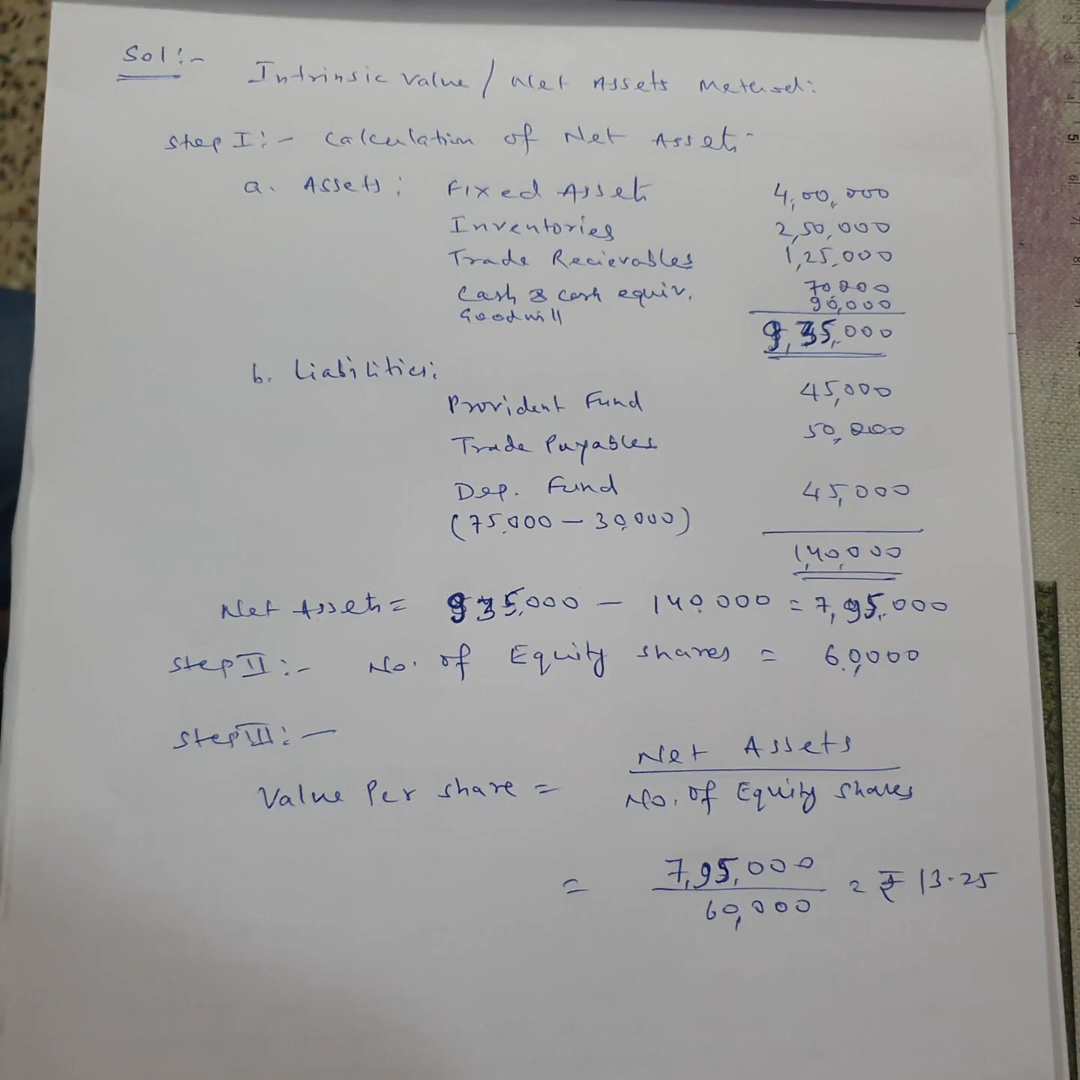 Sol:-
Intrinsic value / Net Assets Method:
Step I:- Calculation of Net Assets
a. Assets: Fixed Assets 4,00,000
Inventories 2,50,000
Trade Recievables 1,25,000
Cash & cash equiv. 70000
Goodwill 90,000
9,35,000
b. Liabilities:
Provident Fund 45,000
Trade Payables 50,000
Dep. Fund 45,000
(75,000 - 30,000)
1,40,000
Net Assets = 935,000 - 140,000 = 7,95,000
Step II:- No. of Equity shares = 60,000
Step III:-
Value Per share = Net Assets / No. of Equity shares
= 7,95,000 / 60,000 = ₹ 13.25